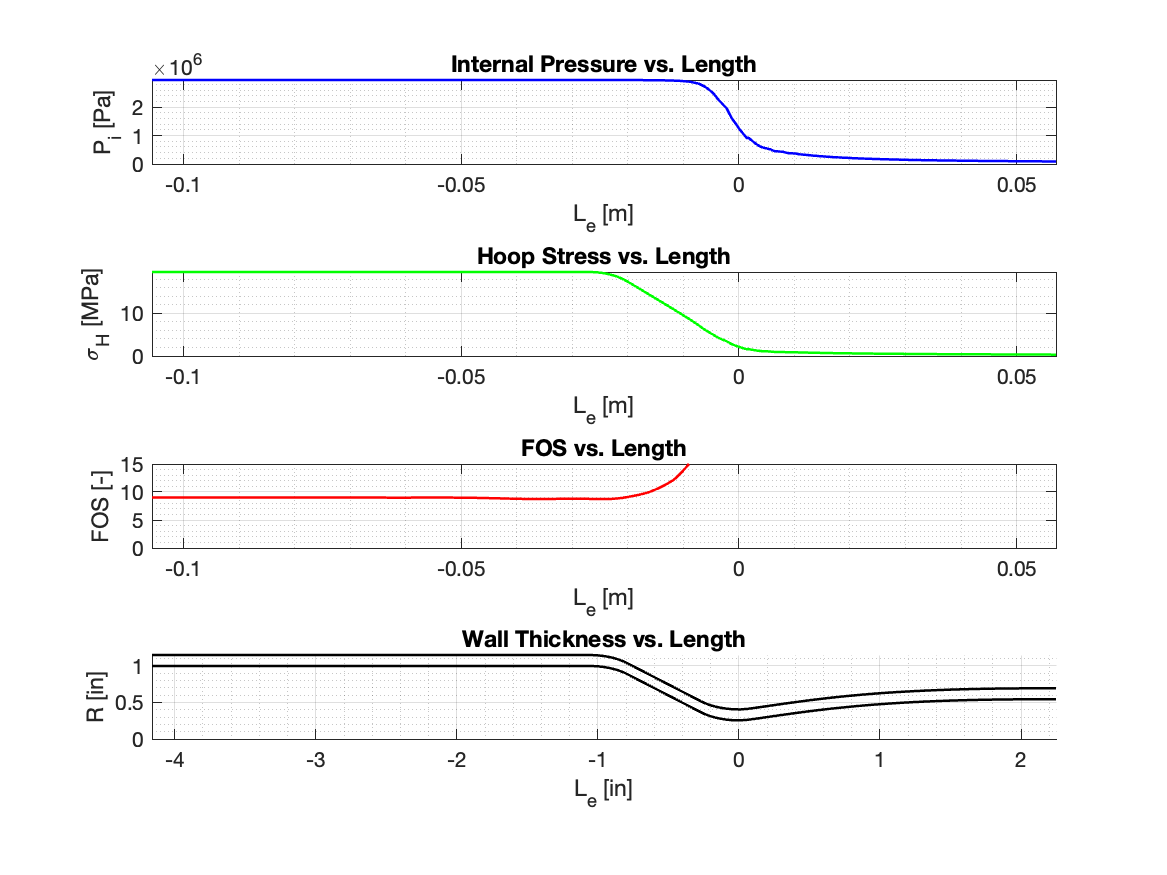 ×10⁶
Internal Pressure vs. Length
P_i [Pa]
2
1
0
-0.1 -0.05 0 0.05
L_e [m]
Hoop Stress vs. Length
σ_H [MPa]
10
0
-0.1 -0.05 0 0.05
L_e [m]
FOS vs. Length
FOS [-]
15
10
5
0
-0.1 -0.05 0 0.05
L_e [m]
Wall Thickness vs. Length
R [in]
1
0.5
0
-4 -3 -2 -1 0 1 2
L_e [in]